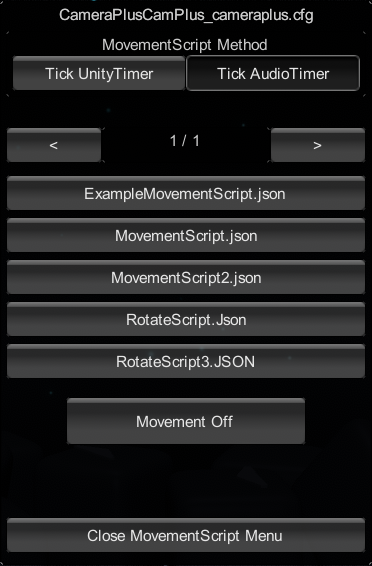 CameraPlusCamPlus_cameraplus.cfg
MovementScript Method
Tick UnityTimer Tick AudioTimer
< 1 / 1 >
ExampleMovementScript.json
MovementScript.json
MovementScript2.json
RotateScript.Json
RotateScript3.JSON
Movement Off
Close MovementScript Menu